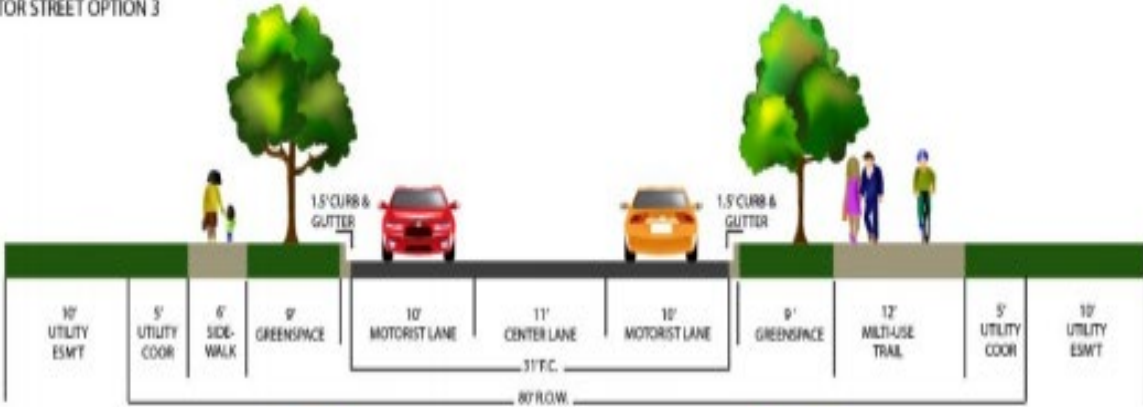 TOR STREET OPTION 3
1.5' CURB &
GUTTER
1.5' CURB &
GUTTER
10'
UTILITY
ESM'T
5'
UTILITY
COOR
6'
SIDE-
WALK
9'
GREENSPACE
10'
MOTORIST LANE
11'
CENTER LANE
10'
MOTORIST LANE
9'
GREENSPACE
12'
MILTI-USE
TRAIL
5'
UTILITY
COOR
10'
UTILITY
ESM'T
31' F.C.
80' R.O.W.